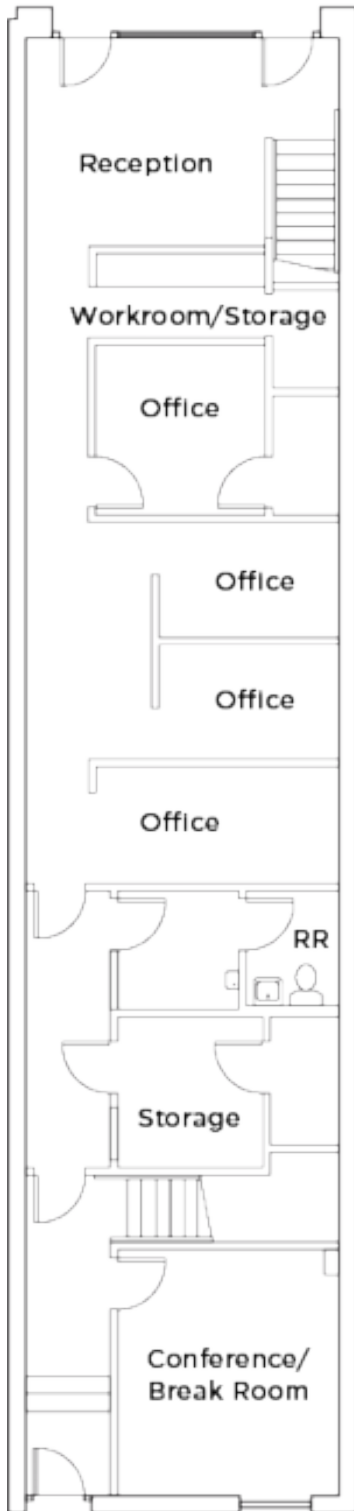 Reception
Workroom/Storage
Office
Office
Office
Office
RR
Storage
Conference/
Break Room